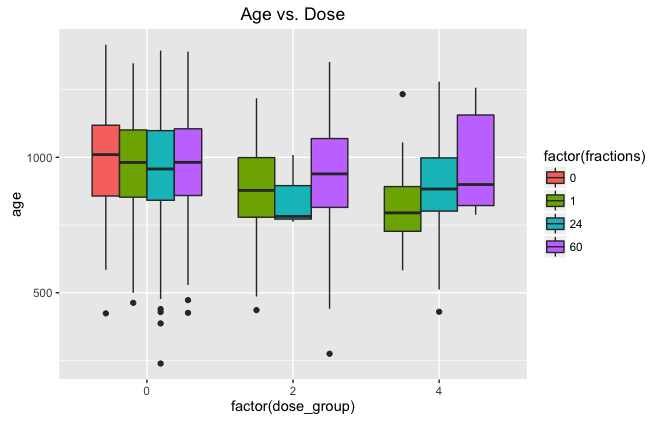 Age vs. Dose
age
1000
500
0
2
4
factor(dose_group)
factor(fractions)
0
1
24
60